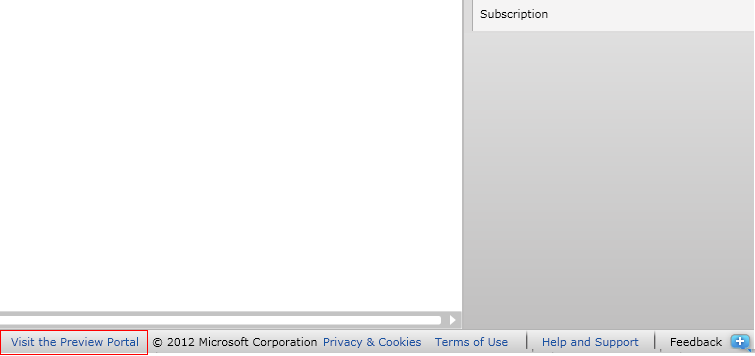 Subscription
Visit the Preview Portal © 2012 Microsoft Corporation Privacy & Cookies Terms of Use Help and Support Feedback